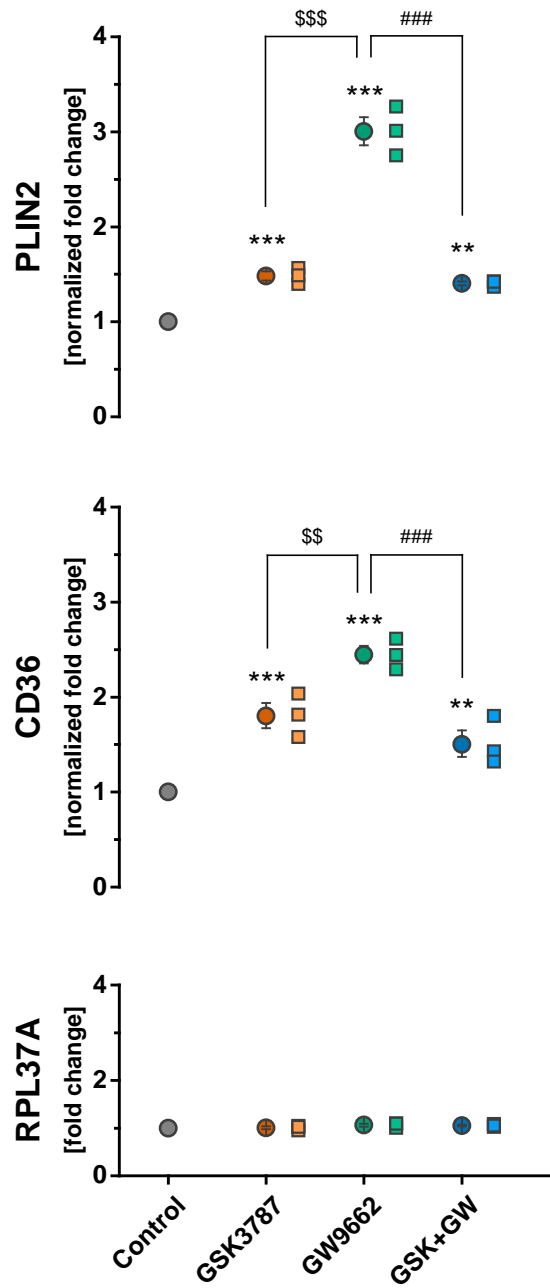 $$$
###
4
***
3
PLIN2
[normalized fold change]
***
2
**
1
0
4
$$
###
3
***
CD36
[normalized fold change]
***
2
**
1
0
4
RPL37A
[fold change]
2
0
Control
GSK3787
GW9662
GSK+GW